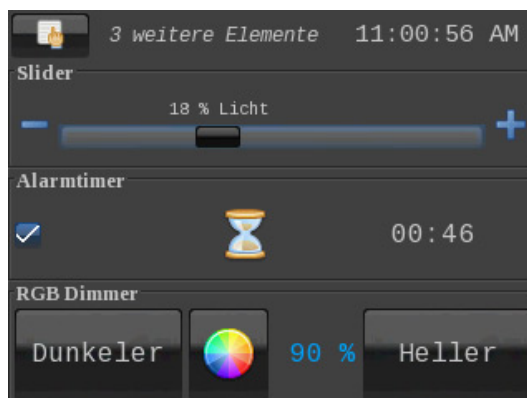 3 weitere Elemente 11:00:56 AM
Slider
18 % Licht
Alarmtimer
00:46
RGB Dimmer
Dunkeler 90 % Heller